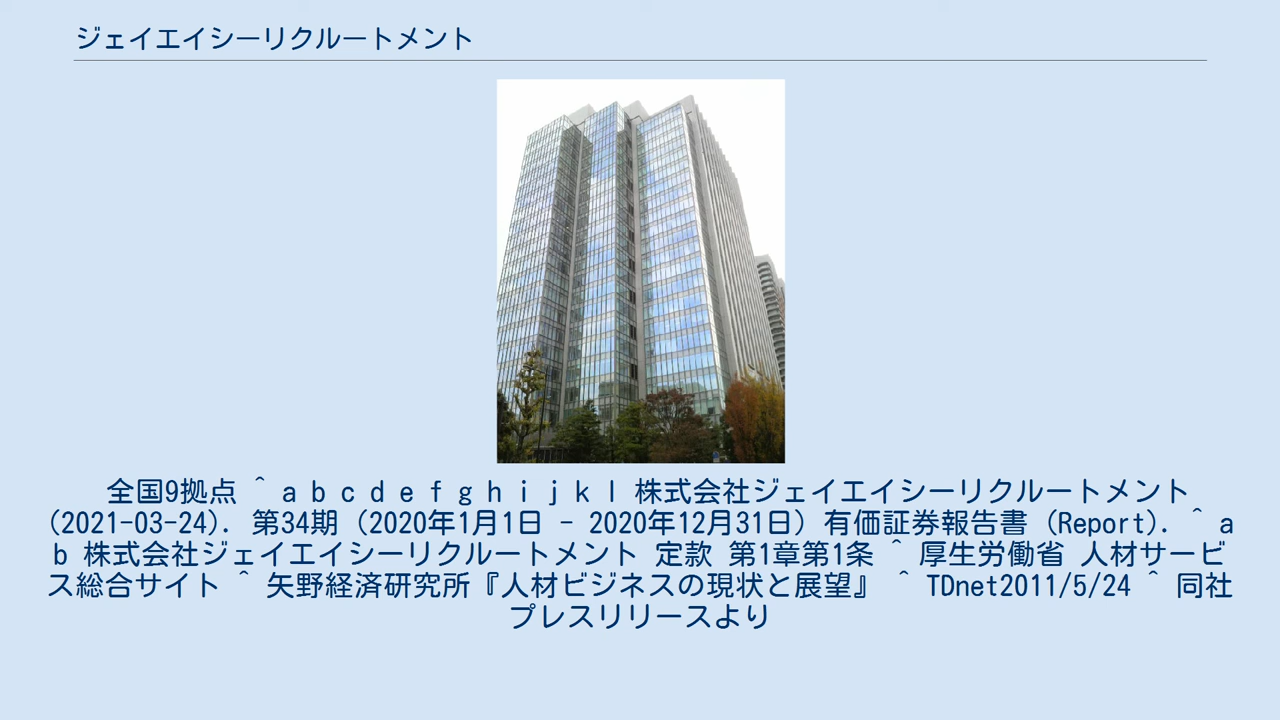 ジェイエイシーリクルートメント
全国9拠点 ^ a b c d e f g h i j k l 株式会社ジェイエイシーリクルートメント
(2021-03-24). 第34期 (2020年1月1日 - 2020年12月31日) 有価証券報告書 (Report). ^ a
b 株式会社ジェイエイシーリクルートメント 定款 第1章第1条 ^ 厚生労働省 人材サービ
ス総合サイト ^ 矢野経済研究所『人材ビジネスの現状と展望』 ^ TDnet2011/5/24 ^ 同社
プレスリリースより